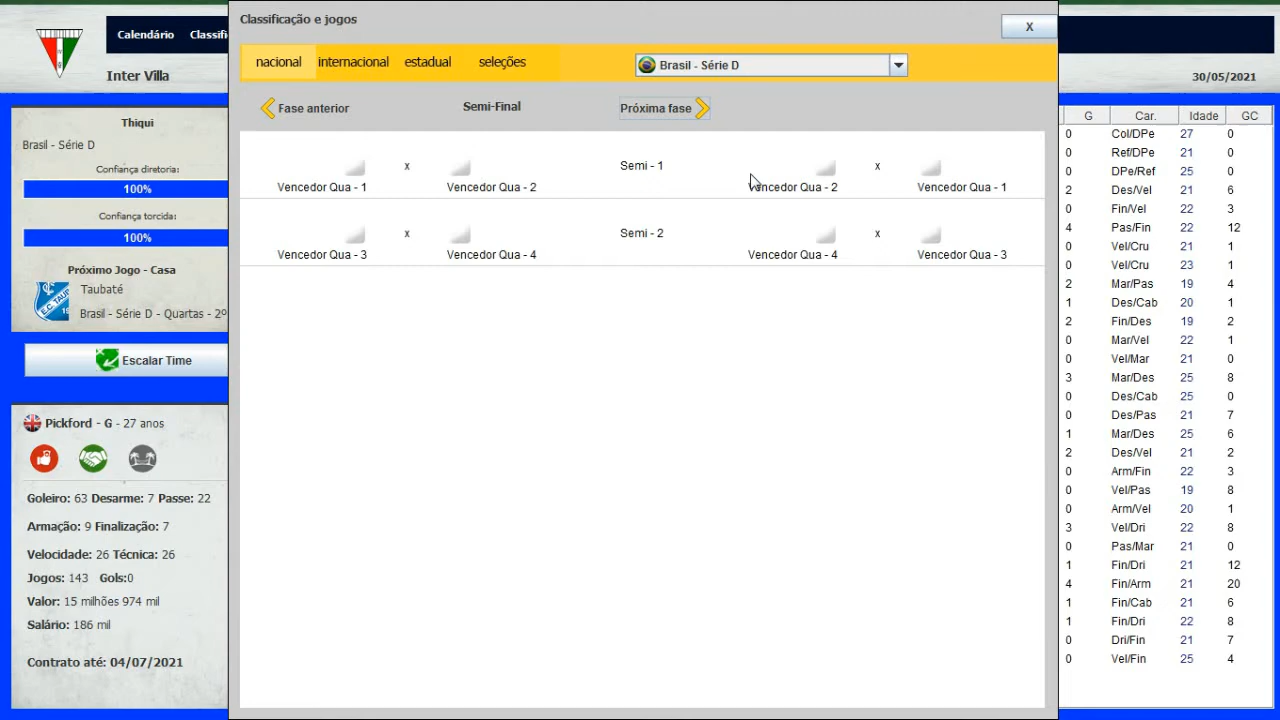 Calendário Classifi
Inter Villa
30/05/2021
Thiqui
Brasil - Série D
Confiança diretoria:
100%
Confiança torcida:
100%
Próximo Jogo - Casa
Taubaté
Brasil - Série D - Quartas - 2º
Escalar Time
Pickford - G - 27 anos
Goleiro: 63 Desarme: 7 Passe: 22
Armação: 9 Finalização: 7
Velocidade: 26 Técnica: 26
Jogos: 143 Gols:0
Valor: 15 milhões 974 mil
Salário: 186 mil
Contrato até: 04/07/2021
Classificação e jogos
X
nacional internacional estadual seleções
Brasil - Série D
Fase anterior Semi-Final Próxima fase
x Semi - 1 x
Vencedor Qua - 1 Vencedor Qua - 2 Vencedor Qua - 2 Vencedor Qua - 1
x Semi - 2 x
Vencedor Qua - 3 Vencedor Qua - 4 Vencedor Qua - 4 Vencedor Qua - 3
G Car. Idade GC
0 Col/DPe 27 0
0 Ref/DPe 21 0
0 DPe/Ref 25 0
2 Des/Vel 21 6
0 Fin/Vel 22 3
4 Pas/Fin 22 12
0 Vel/Cru 21 1
0 Vel/Cru 23 1
2 Mar/Pas 19 4
1 Des/Cab 20 1
2 Fin/Des 19 2
0 Mar/Vel 22 1
0 Vel/Mar 21 0
3 Mar/Des 25 8
0 Des/Cab 25 0
0 Des/Pas 21 7
1 Mar/Des 25 6
2 Des/Vel 21 2
0 Arm/Fin 22 3
0 Vel/Pas 19 8
0 Arm/Vel 20 1
3 Vel/Dri 22 8
0 Pas/Mar 21 0
1 Fin/Dri 21 12
4 Fin/Arm 21 20
1 Fin/Cab 21 6
1 Fin/Dri 22 8
0 Dri/Fin 21 7
0 Vel/Fin 25 4